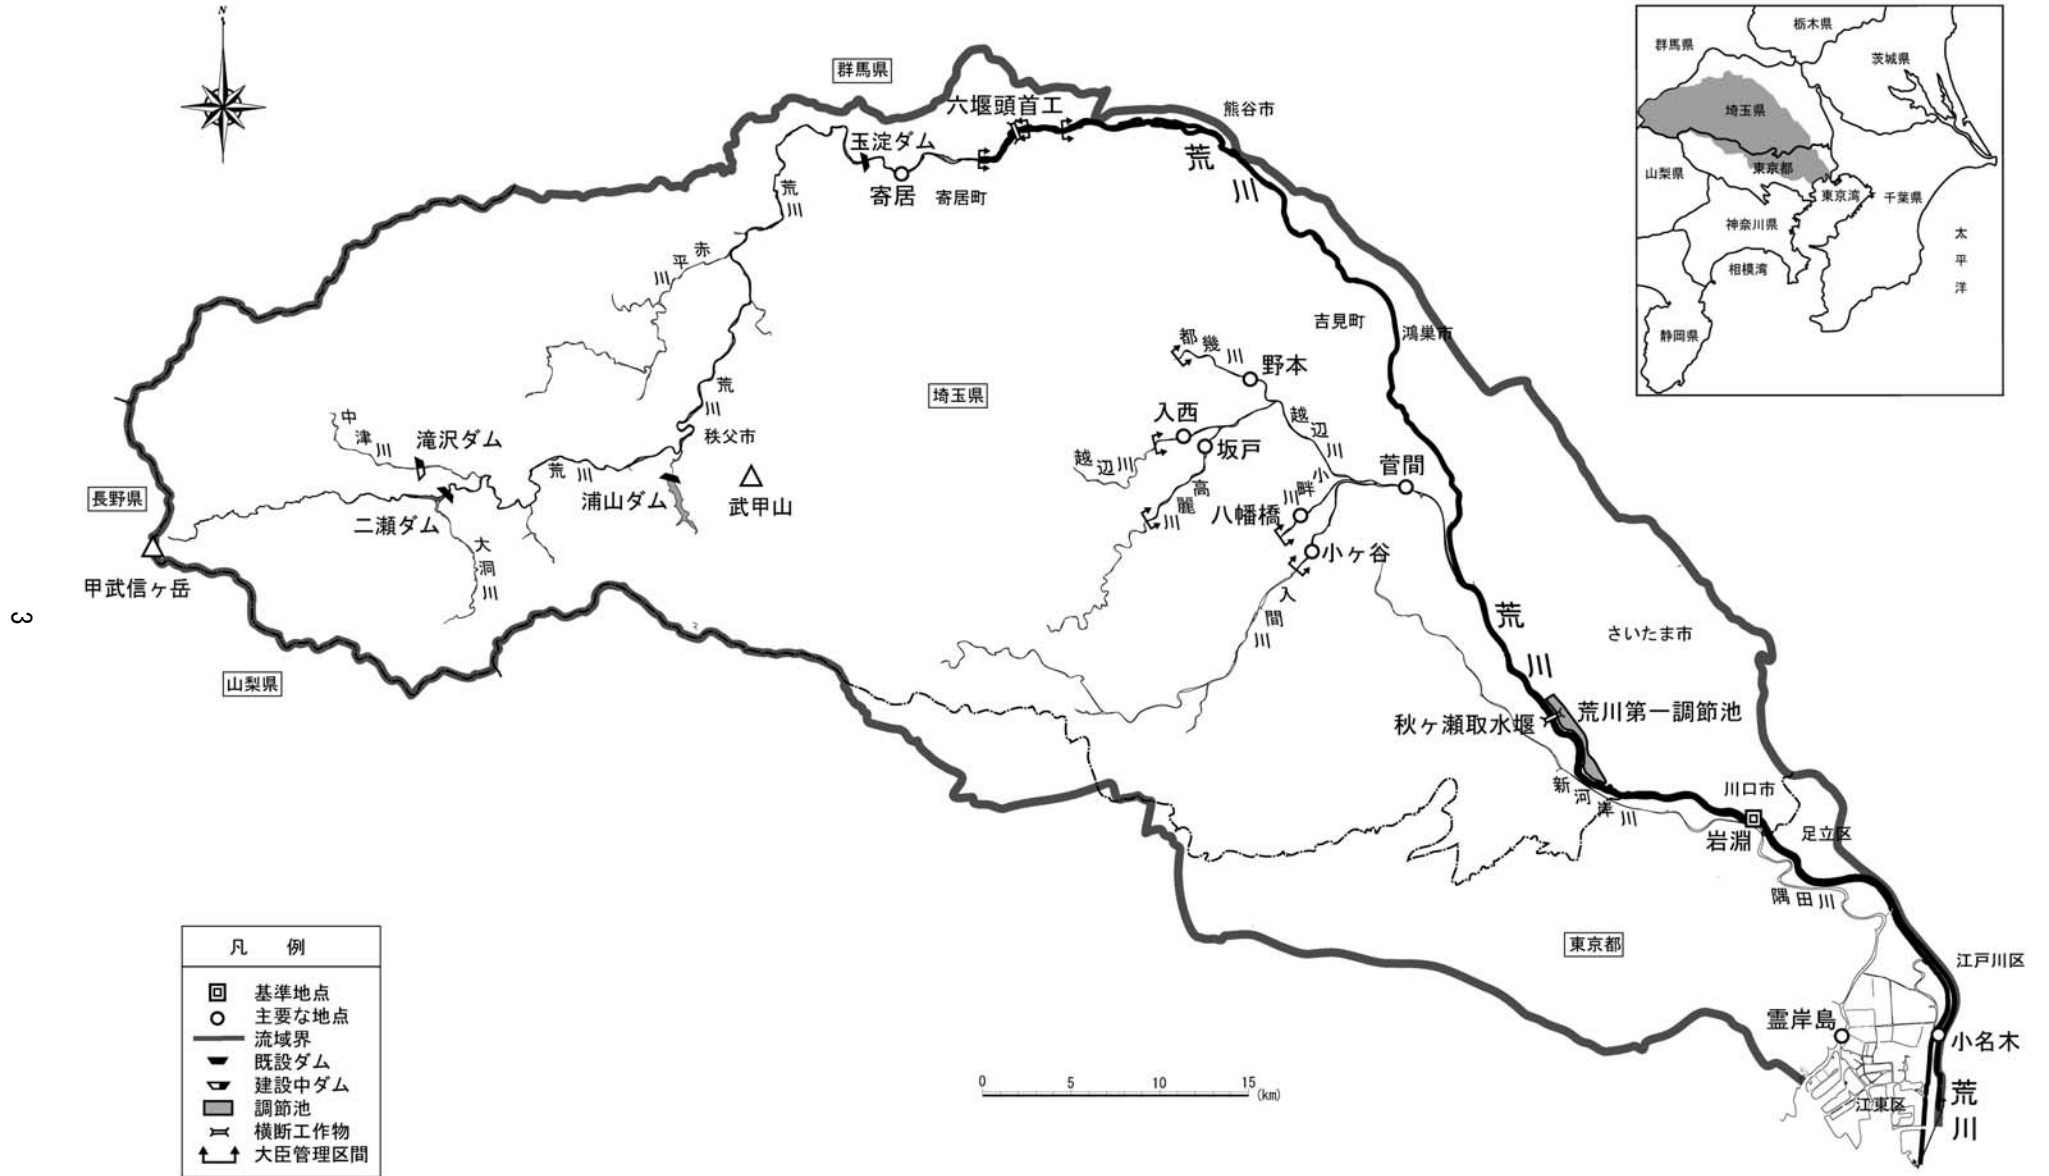 N
群馬県
六堰頭首工
熊谷市
玉淀ダム
寄居
寄居町
荒川
荒川
赤平川
吉見町
鴻巣市
都幾川
野本
埼玉県
入西
越辺川
坂戸
越辺川
高麗川
小畔川
菅間
八幡橋
小ヶ谷
入間川
荒川
秩父市
中津川
滝沢ダム
荒川
浦山ダム
武甲山
長野県
二瀬ダム
大洞川
甲武信ヶ岳
山梨県
3
荒川
さいたま市
荒川第一調節池
秋ヶ瀬取水堰
新河岸川
川口市
岩淵
足立区
隅田川
東京都
江戸川区
霊岸島
小名木
江東区
荒川
0 5 10 15 (km)
凡 例
基準地点
主要な地点
流域界
既設ダム
建設中ダム
調節池
横断工作物
大臣管理区間
栃木県
群馬県
茨城県
埼玉県
山梨県
東京都
東京湾
千葉県
神奈川県
太平洋
相模湾
静岡県